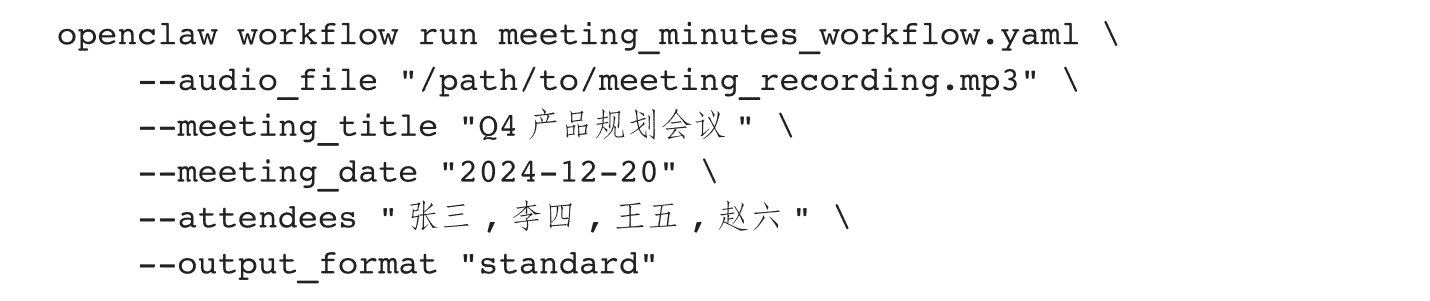 openclaw workflow run meeting_minutes_workflow.yaml \
--audio_file "/path/to/meeting_recording.mp3" \
--meeting_title "Q4 产品规划会议" \
--meeting_date "2024-12-20" \
--attendees "张三,李四,王五,赵六" \
--output_format "standard"